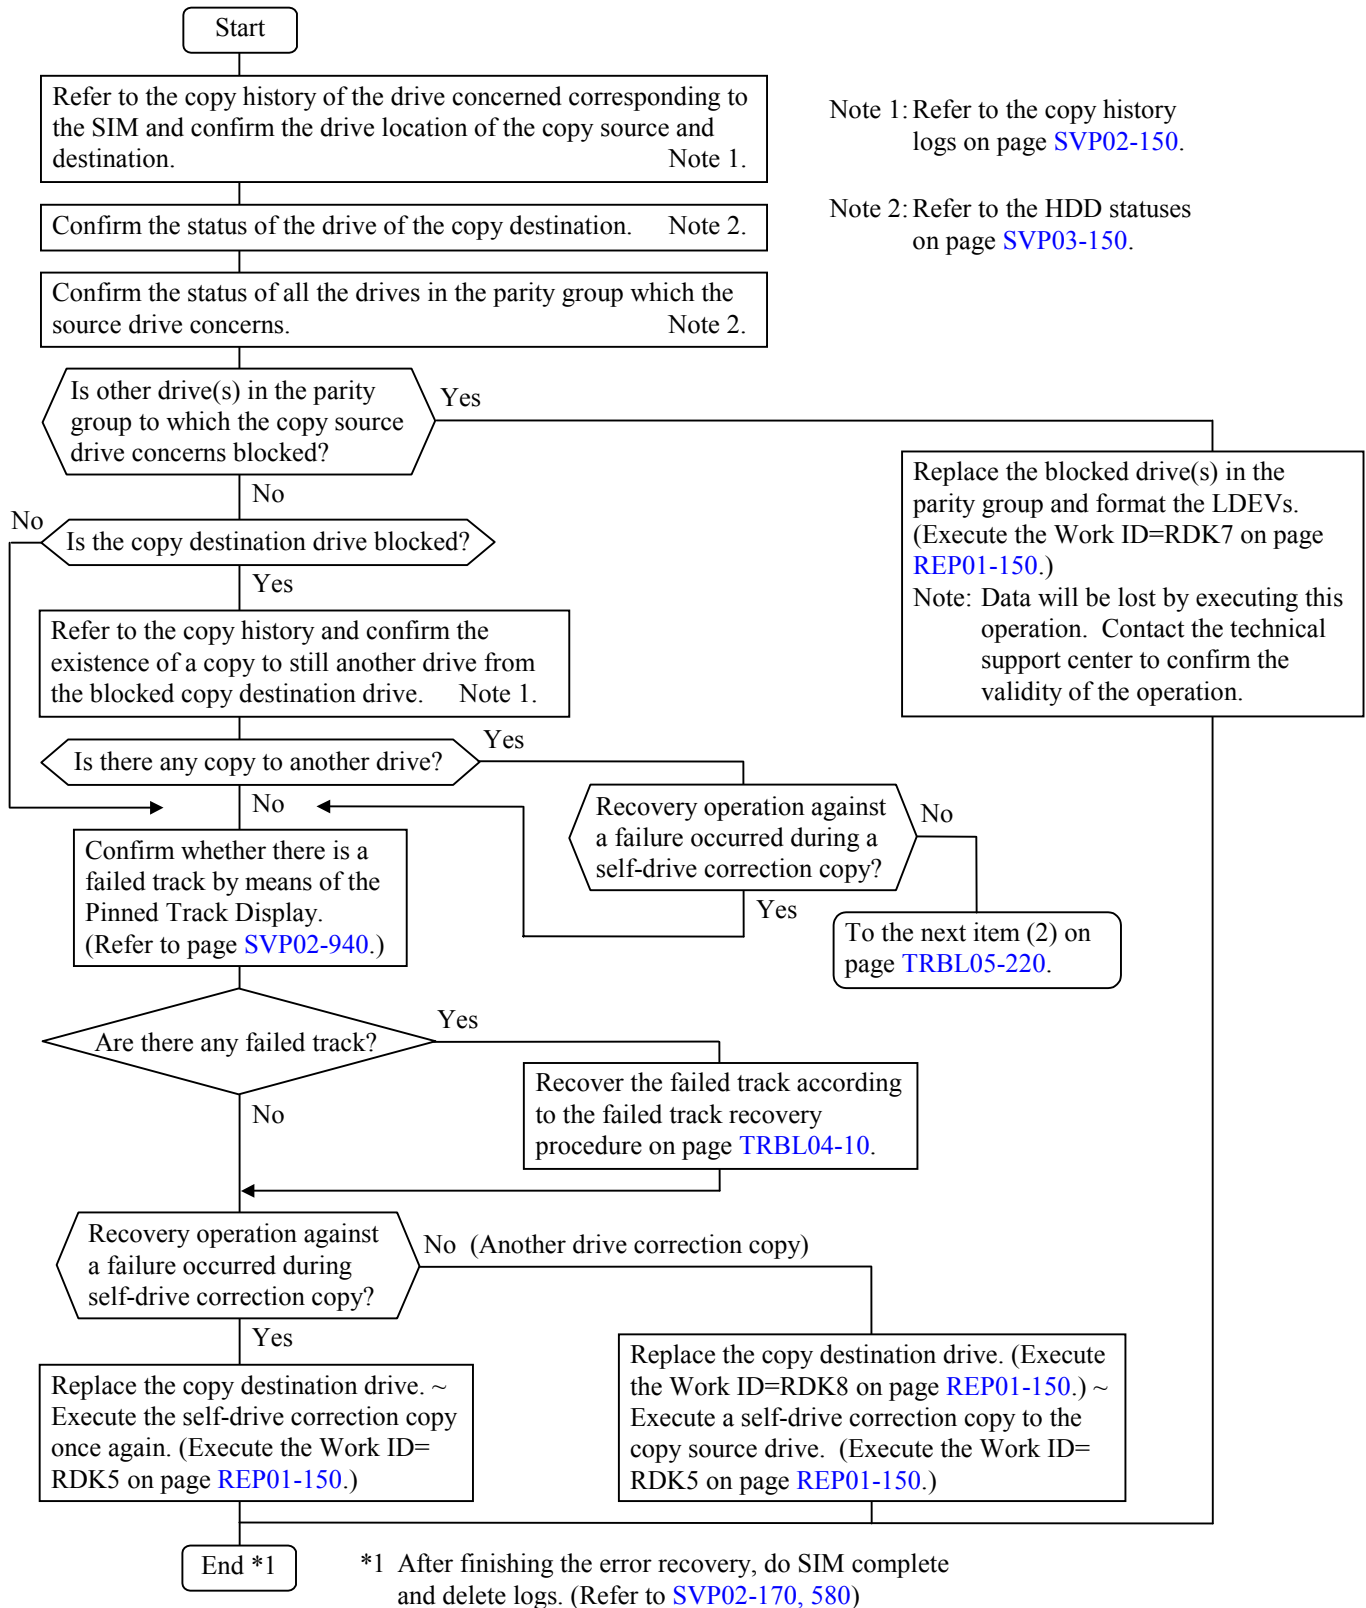 Start
Refer to the copy history of the drive concerned corresponding to
the SIM and confirm the drive location of the copy source and
destination. Note 1.
Note 1: Refer to the copy history
logs on page SVP02-150.
Confirm the status of the drive of the copy destination. Note 2.
Note 2: Refer to the HDD statuses
on page SVP03-150.
Confirm the status of all the drives in the parity group which the
source drive concerns. Note 2.
Is other drive(s) in the parity
group to which the copy source
drive concerns blocked?
Yes
No
Replace the blocked drive(s) in the
parity group and format the LDEVs.
(Execute the Work ID=RDK7 on page
REP01-150.)
Note: Data will be lost by executing this
operation. Contact the technical
support center to confirm the
validity of the operation.
No
Is the copy destination drive blocked?
Yes
Refer to the copy history and confirm the
existence of a copy to still another drive from
the blocked copy destination drive. Note 1.
Is there any copy to another drive?
Yes
No
Recovery operation against
a failure occurred during a
self-drive correction copy?
No
Yes
To the next item (2) on
page TRBL05-220.
Confirm whether there is a
failed track by means of the
Pinned Track Display.
(Refer to page SVP02-940.)
Are there any failed track?
Yes
No
Recover the failed track according
to the failed track recovery
procedure on page TRBL04-10.
Recovery operation against
a failure occurred during
self-drive correction copy?
No (Another drive correction copy)
Yes
Replace the copy destination drive. ~
Execute the self-drive correction copy
once again. (Execute the Work ID=
RDK5 on page REP01-150.)
Replace the copy destination drive. (Execute
the Work ID=RDK8 on page REP01-150.) ~
Execute a self-drive correction copy to the
copy source drive. (Execute the Work ID=
RDK5 on page REP01-150.)
End *1
*1 After finishing the error recovery, do SIM complete
and delete logs. (Refer to SVP02-170, 580)